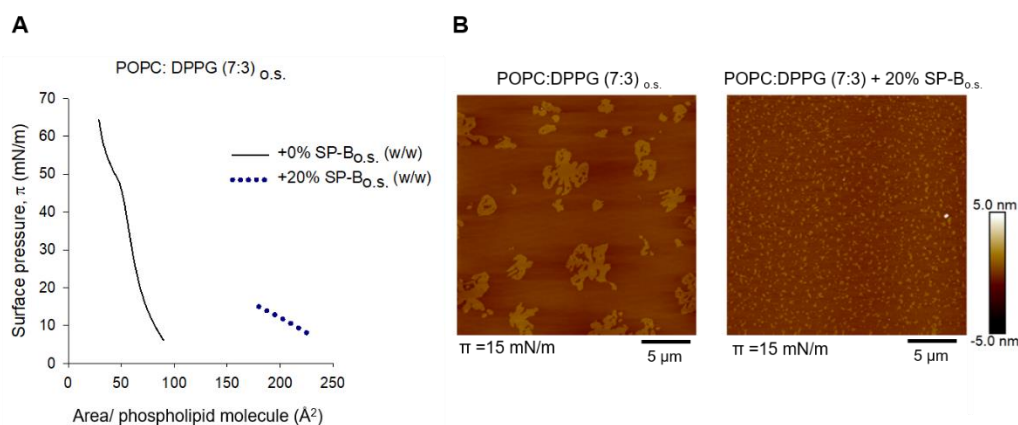 A
POPC: DPPG (7:3) o.s.
70
60
50
40
30
20
10
0
Surface pressure, π (mN/m)
+0% SP-Bo.s. (w/w)
+20% SP-Bo.s. (w/w)
0 50 100 150 200 250
Area/ phospholipid molecule (Å²)
B
POPC:DPPG (7:3) o.s.
POPC:DPPG (7:3) + 20% SP-Bo.s.
π =15 mN/m
5 µm
π =15 mN/m
5 µm
5.0 nm
-5.0 nm